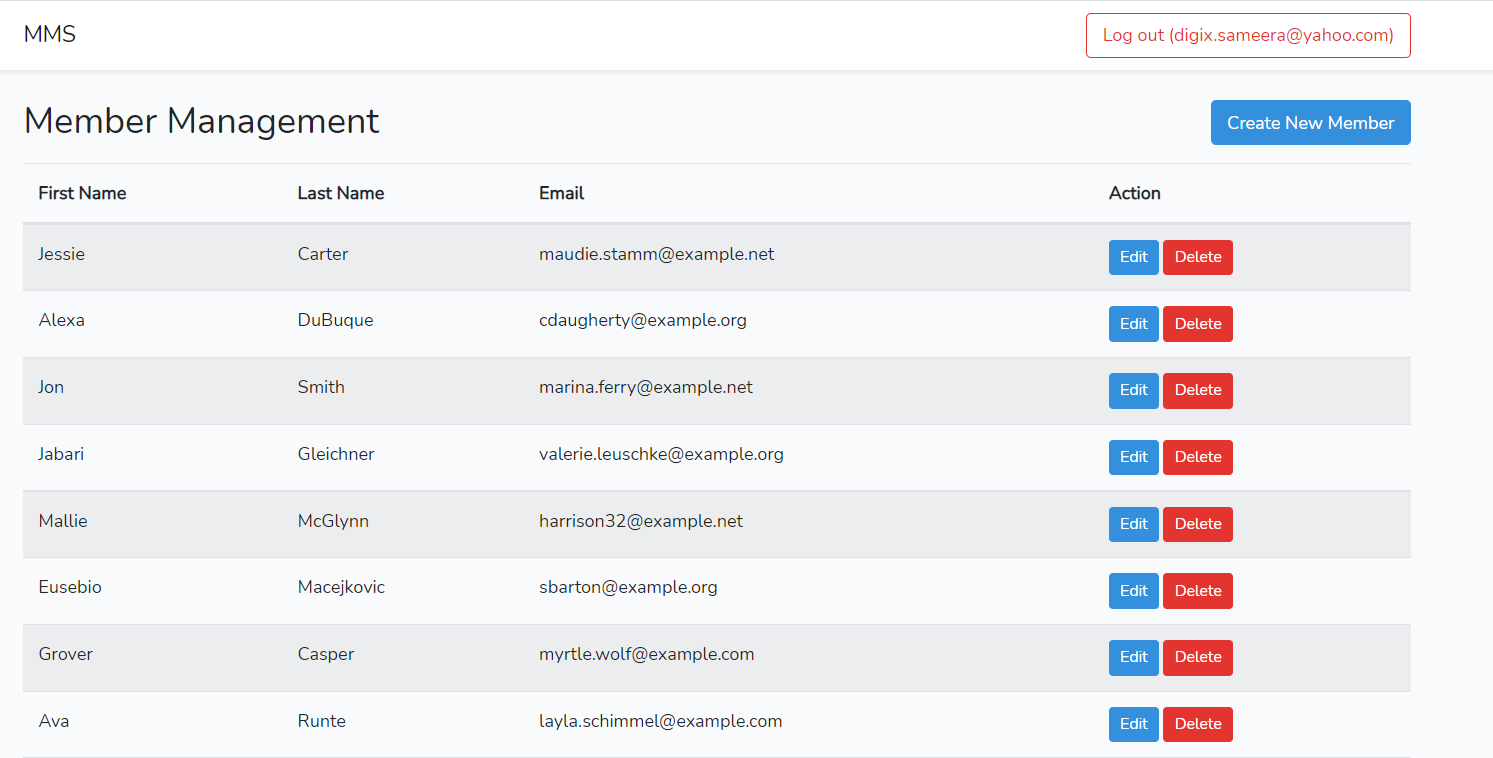 MMS Log out (digix.sameera@yahoo.com)
Member Management Create New Member
First Name Last Name Email Action
Jessie Carter maudie.stamm@example.net Edit Delete
Alexa DuBuque cdaugherty@example.org Edit Delete
Jon Smith marina.ferry@example.net Edit Delete
Jabari Gleichner valerie.leuschke@example.org Edit Delete
Mallie McGlynn harrison32@example.net Edit Delete
Eusebio Macejkovic sbarton@example.org Edit Delete
Grover Casper myrtle.wolf@example.com Edit Delete
Ava Runte layla.schimmel@example.com Edit Delete